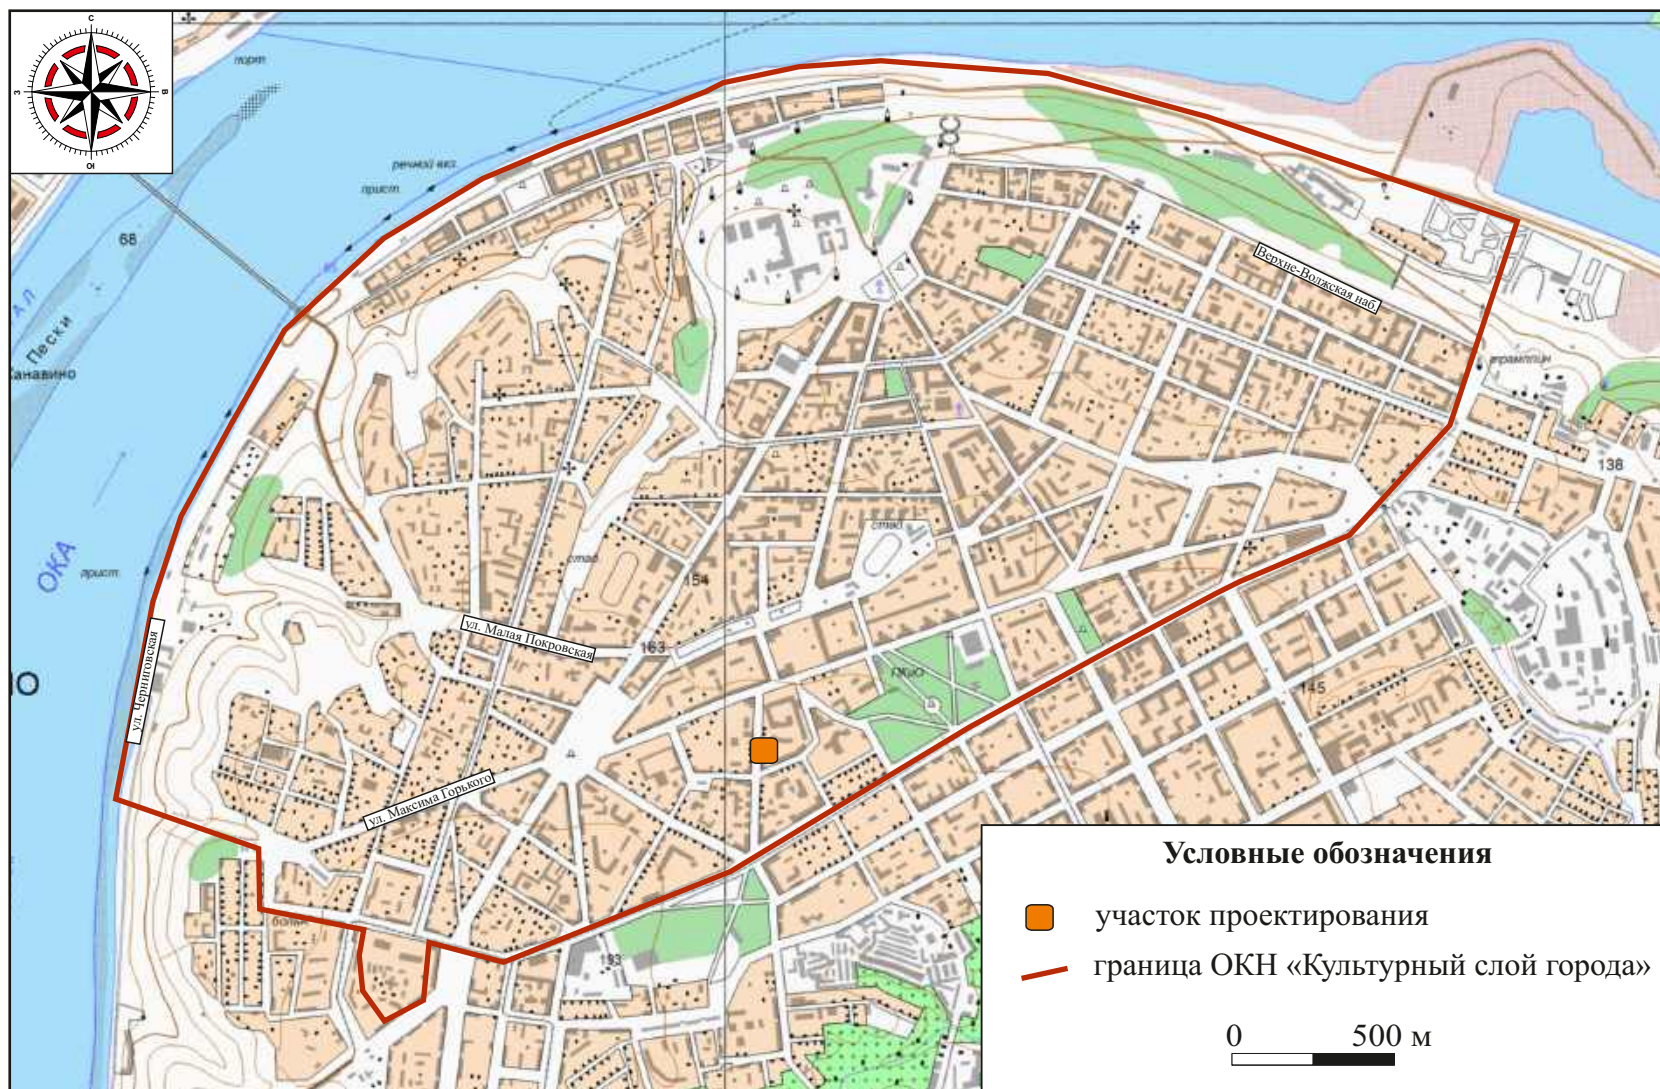 С
З
В
Ю
порт
речной вкз.
прист.
68
Пески
Канавино
ОКА
прист.
Ю
ул. Черниговская
ул. Малая Покровская
ул. Максима Горького
Верхне-Волжская наб.
трамплин
138
стад.
стад.
154
163
ПКиО
145
193
Условные обозначения
участок проектирования
граница ОКН «Культурный слой города»
0 500 м